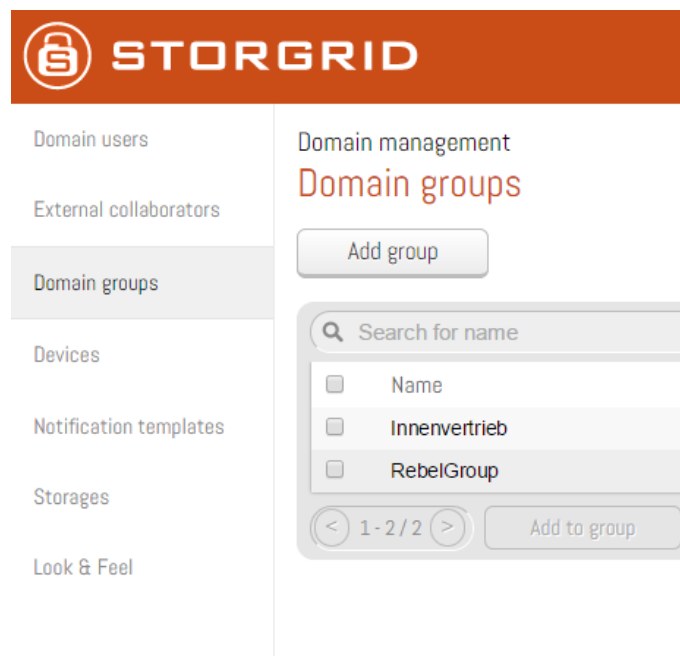 STORGRID
Domain users
External collaborators
Domain groups
Devices
Notification templates
Storages
Look & Feel
Domain management
Domain groups
Add group
Search for name
Name
Innenvertrieb
RebelGroup
< 1 - 2 / 2 > Add to group